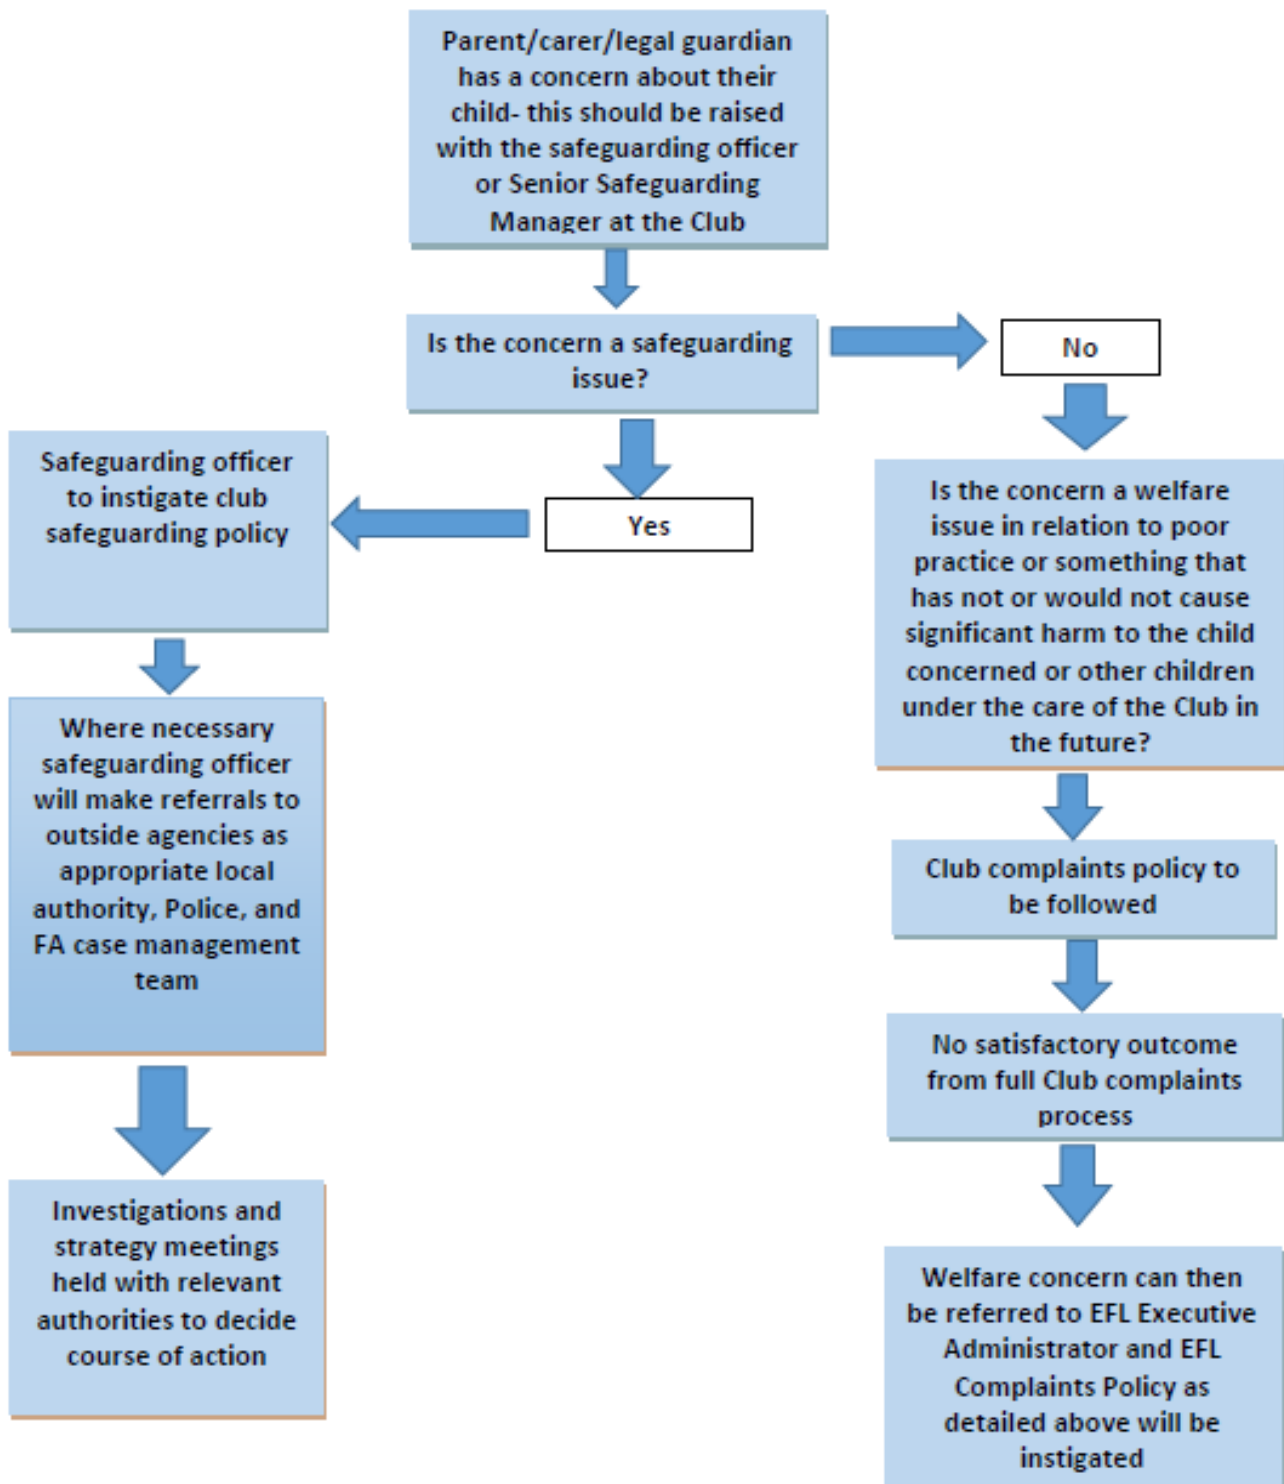 Parent/carer/legal guardian
has a concern about their
child- this should be raised
with the safeguarding officer
or Senior Safeguarding
Manager at the Club
Is the concern a safeguarding
issue?
No
Yes
Safeguarding officer
to instigate club
safeguarding policy
Where necessary
safeguarding officer
will make referrals to
outside agencies as
appropriate local
authority, Police, and
FA case management
team
Investigations and
strategy meetings
held with relevant
authorities to decide
course of action
Is the concern a welfare
issue in relation to poor
practice or something that
has not or would not cause
significant harm to the child
concerned or other children
under the care of the Club in
the future?
Club complaints policy to
be followed
No satisfactory outcome
from full Club complaints
process
Welfare concern can then
be referred to EFL Executive
Administrator and EFL
Complaints Policy as
detailed above will be
instigated